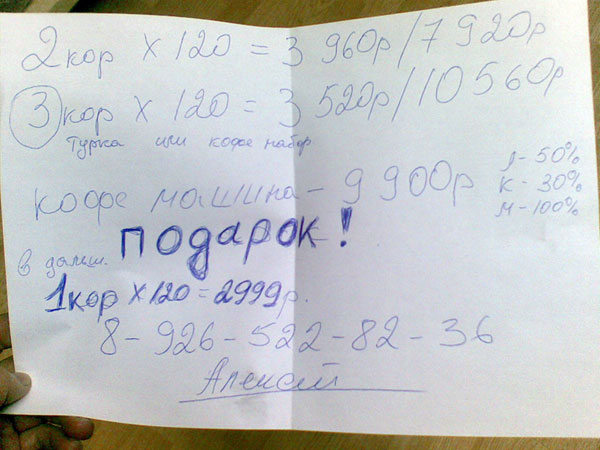 2кор х 120 = 3 960р/7 920р
3кор х 120 = 3 520р/10 560р
турка или кофе набор
кофе машина - 9 900р
д-50%
к-30%
м-100%
подарок!
в дальш.
1кор х 120 = 2999р.
8-926-522-82-36
Алексей